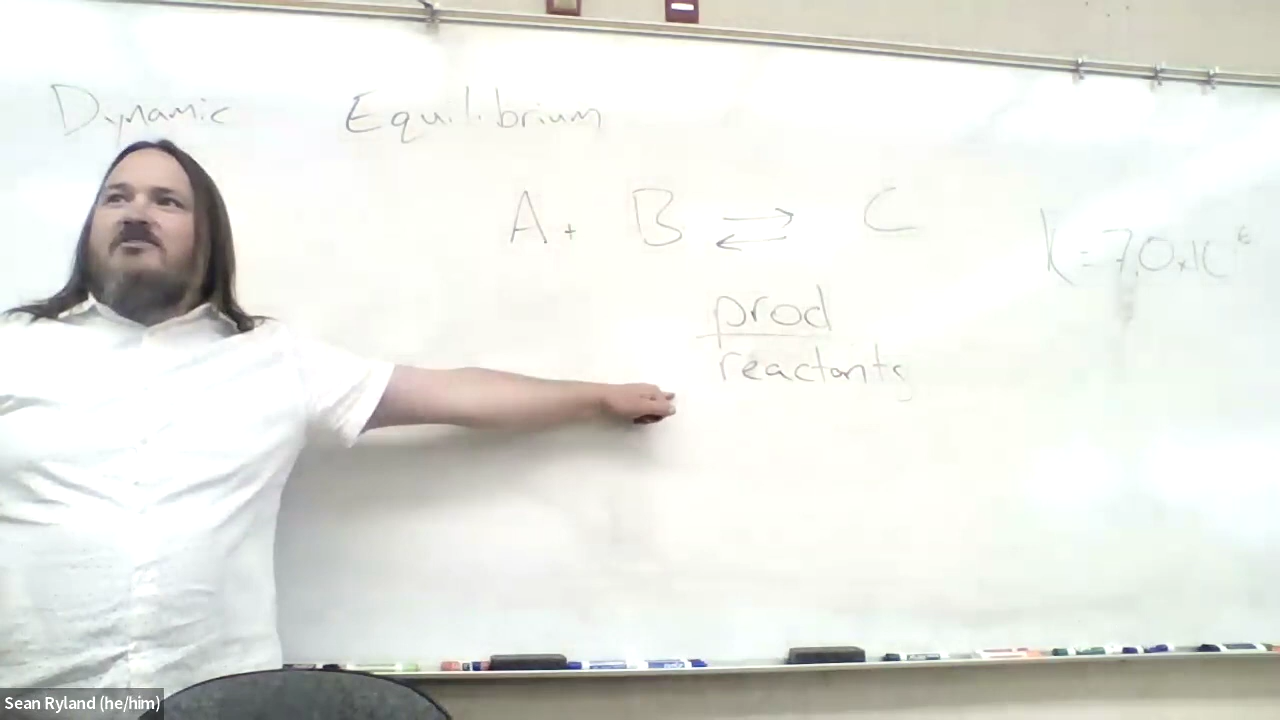 Dynamic Equilibrium
A + B ⇌ C
K = 7.0 x 10
prod
reactants
Sean Ryland (he/him)